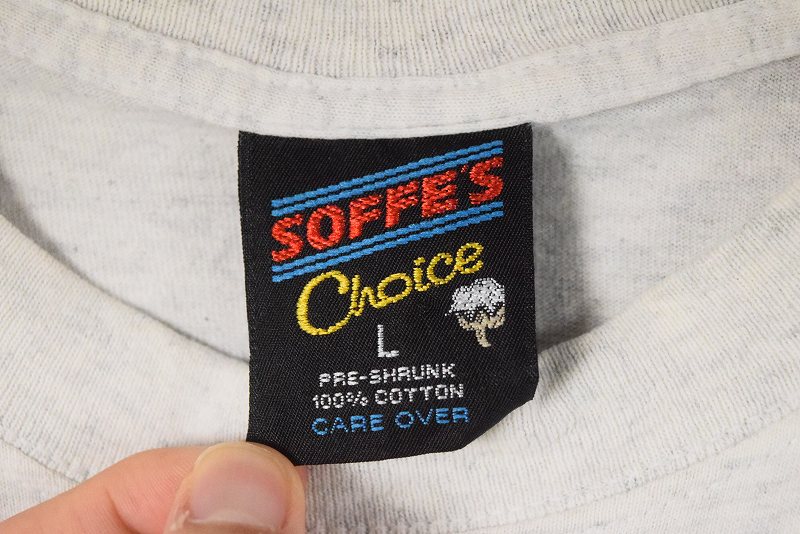 SOFFE'S
Choice
L
PRE-SHRUNK
100% COTTON
CARE OVER